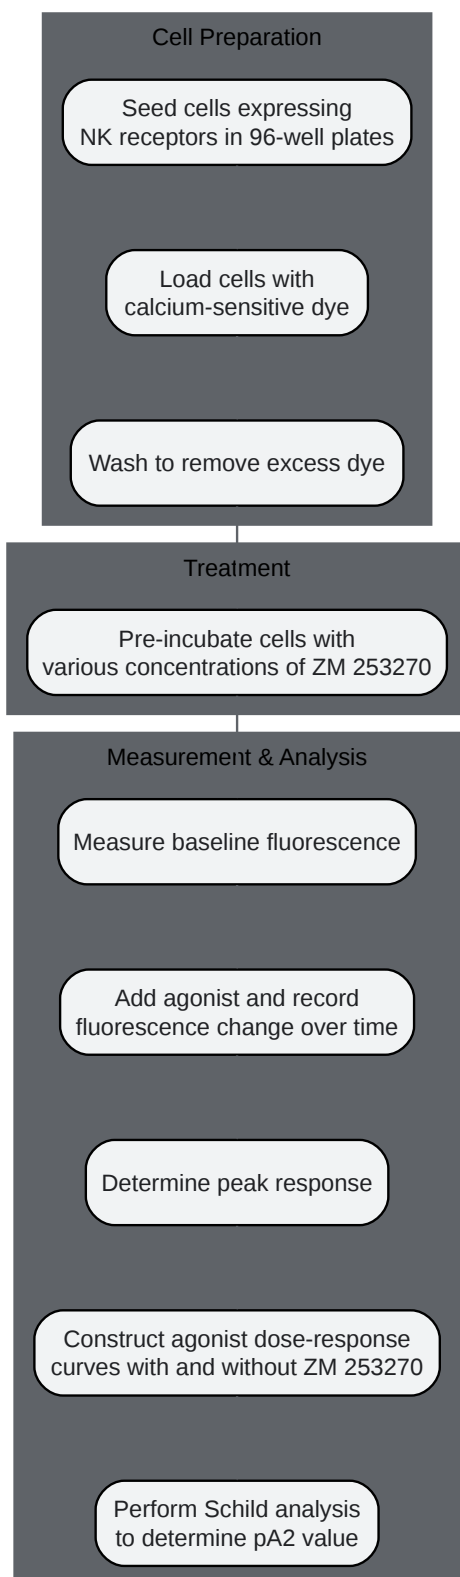 Cell Preparation
Seed cells expressing
NK receptors in 96-well plates
Load cells with
calcium-sensitive dye
Wash to remove excess dye
Treatment
Pre-incubate cells with
various concentrations of ZM 253270
Measurement & Analysis
Measure baseline fluorescence
Add agonist and record
fluorescence change over time
Determine peak response
Construct agonist dose-response
curves with and without ZM 253270
Perform Schild analysis
to determine pA2 value